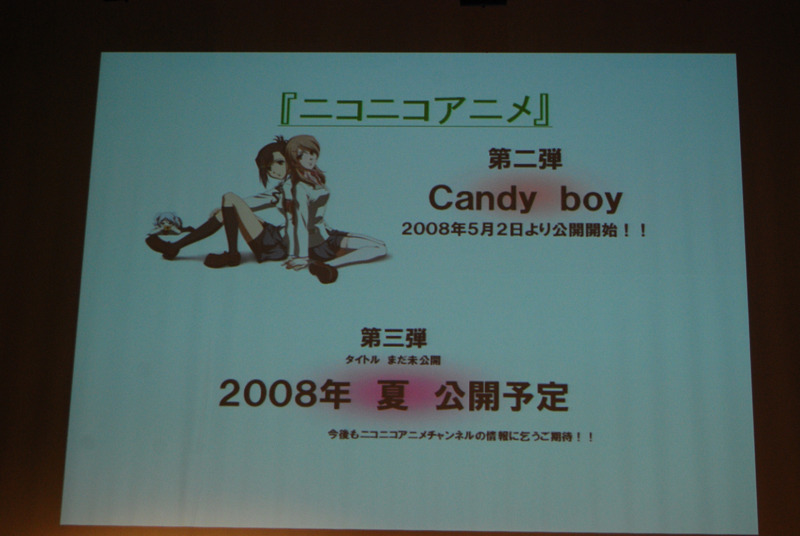 『ニコニコアニメ』
第二弾
Candy boy
2008年5月2日より公開開始！！
第三弾
タイトル まだ未公開
2008年 夏 公開予定
今後もニコニコアニメチャンネルの情報に乞うご期待！！